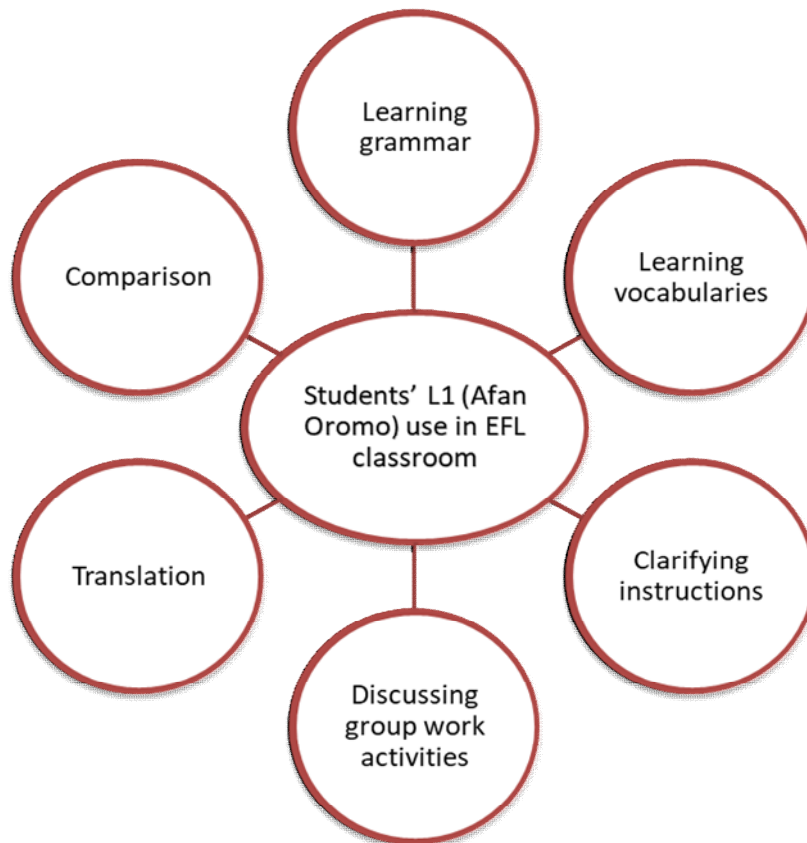 Learning
grammar
Comparison
Learning
vocabularies
Students’ L1 (Afan
Oromo) use in EFL
classroom
Translation
Clarifying
instructions
Discussing
group work
activities